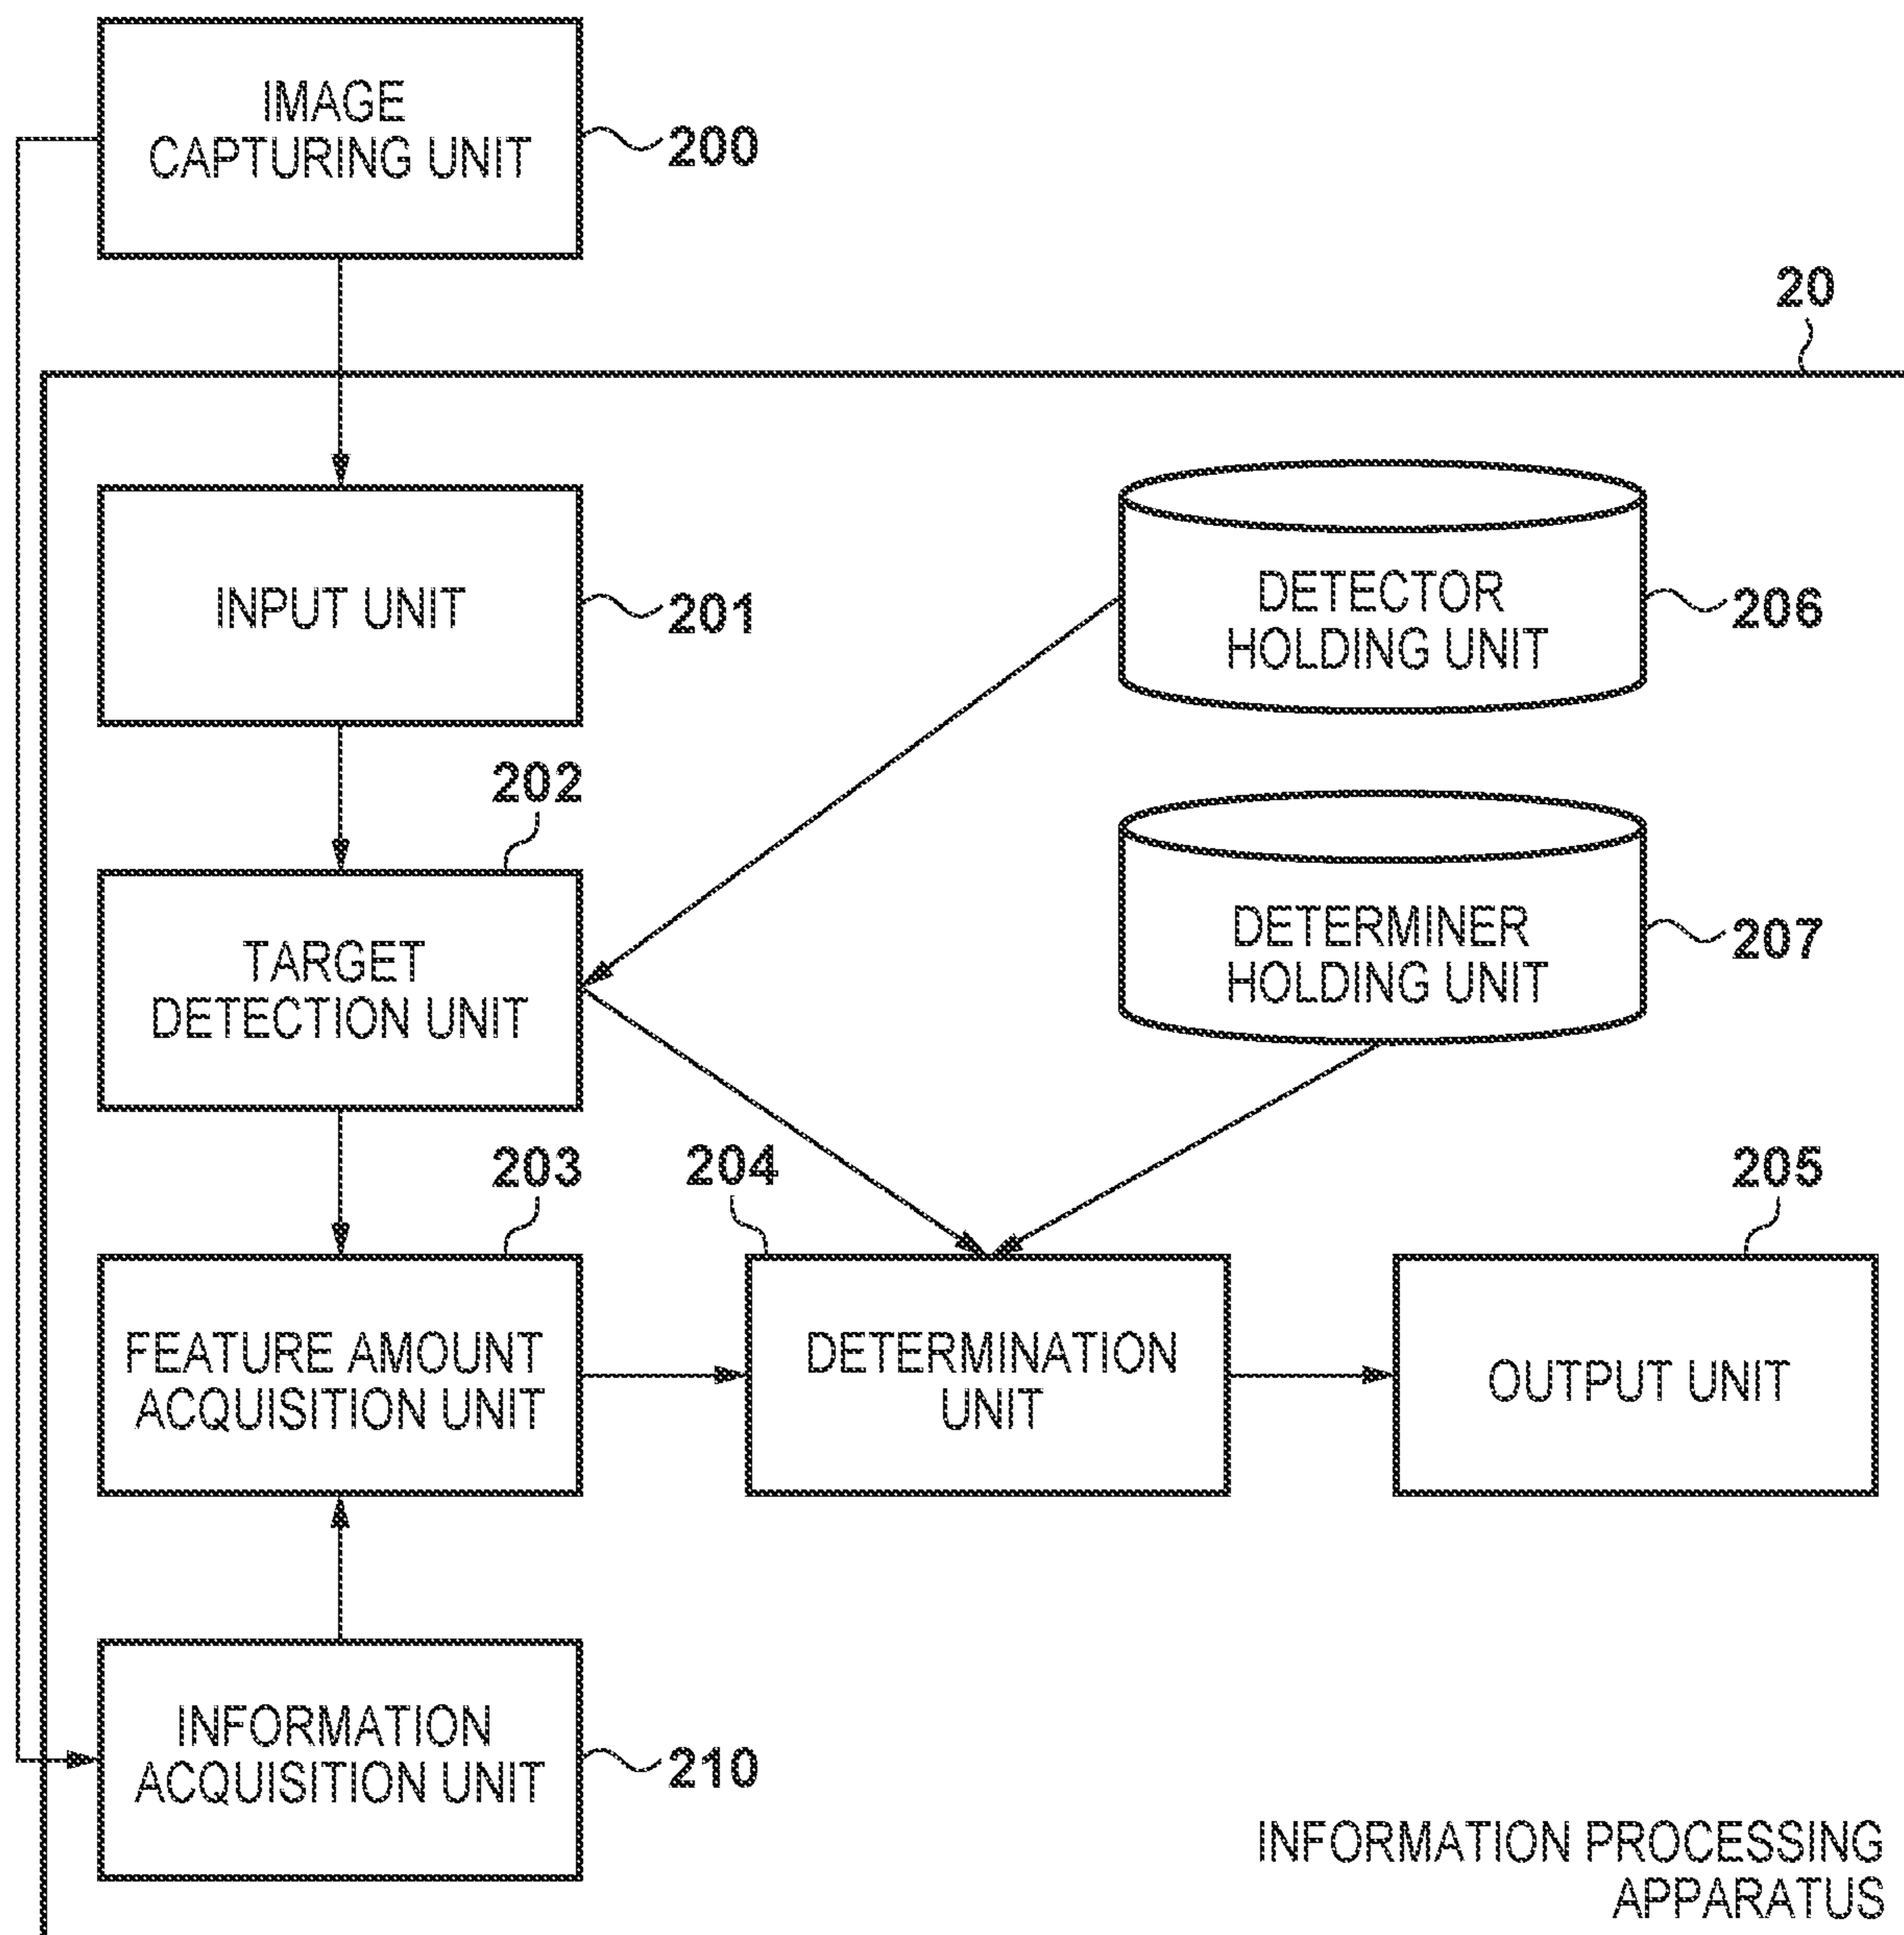 IMAGE
CAPTURING UNIT
200
20
INPUT UNIT
201
DETECTOR
HOLDING UNIT
206
202
TARGET
DETECTION UNIT
DETERMINER
HOLDING UNIT
207
203
204
205
FEATURE AMOUNT
ACQUISITION UNIT
DETERMINATION
UNIT
OUTPUT UNIT
INFORMATION
ACQUISITION UNIT
210
INFORMATION PROCESSING
APPARATUS